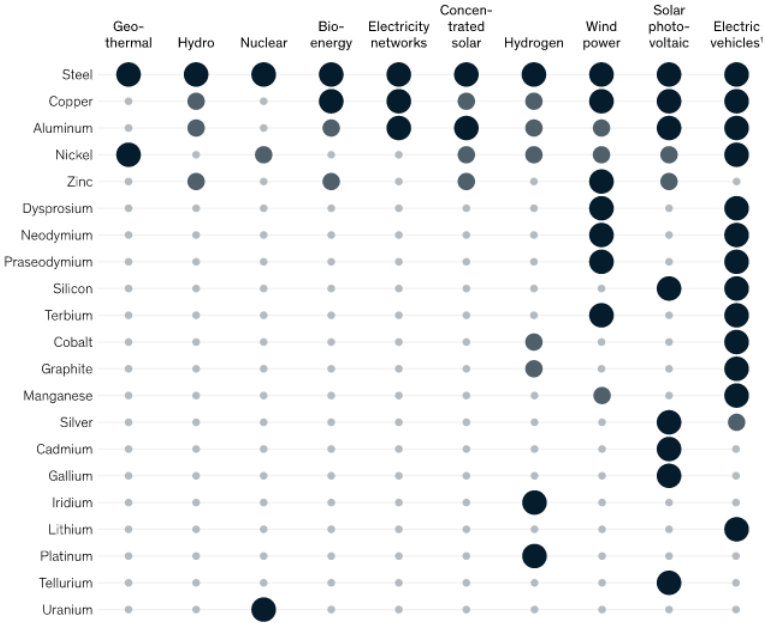 Geo-
thermal
Hydro
Nuclear
Bio-
energy
Electricity
networks
Concen-
trated
solar
Hydrogen
Wind
power
Solar
photo-
voltaic
Electric
vehicles¹
Steel
Copper
Aluminum
Nickel
Zinc
Dysprosium
Neodymium
Praseodymium
Silicon
Terbium
Cobalt
Graphite
Manganese
Silver
Cadmium
Gallium
Iridium
Lithium
Platinum
Tellurium
Uranium